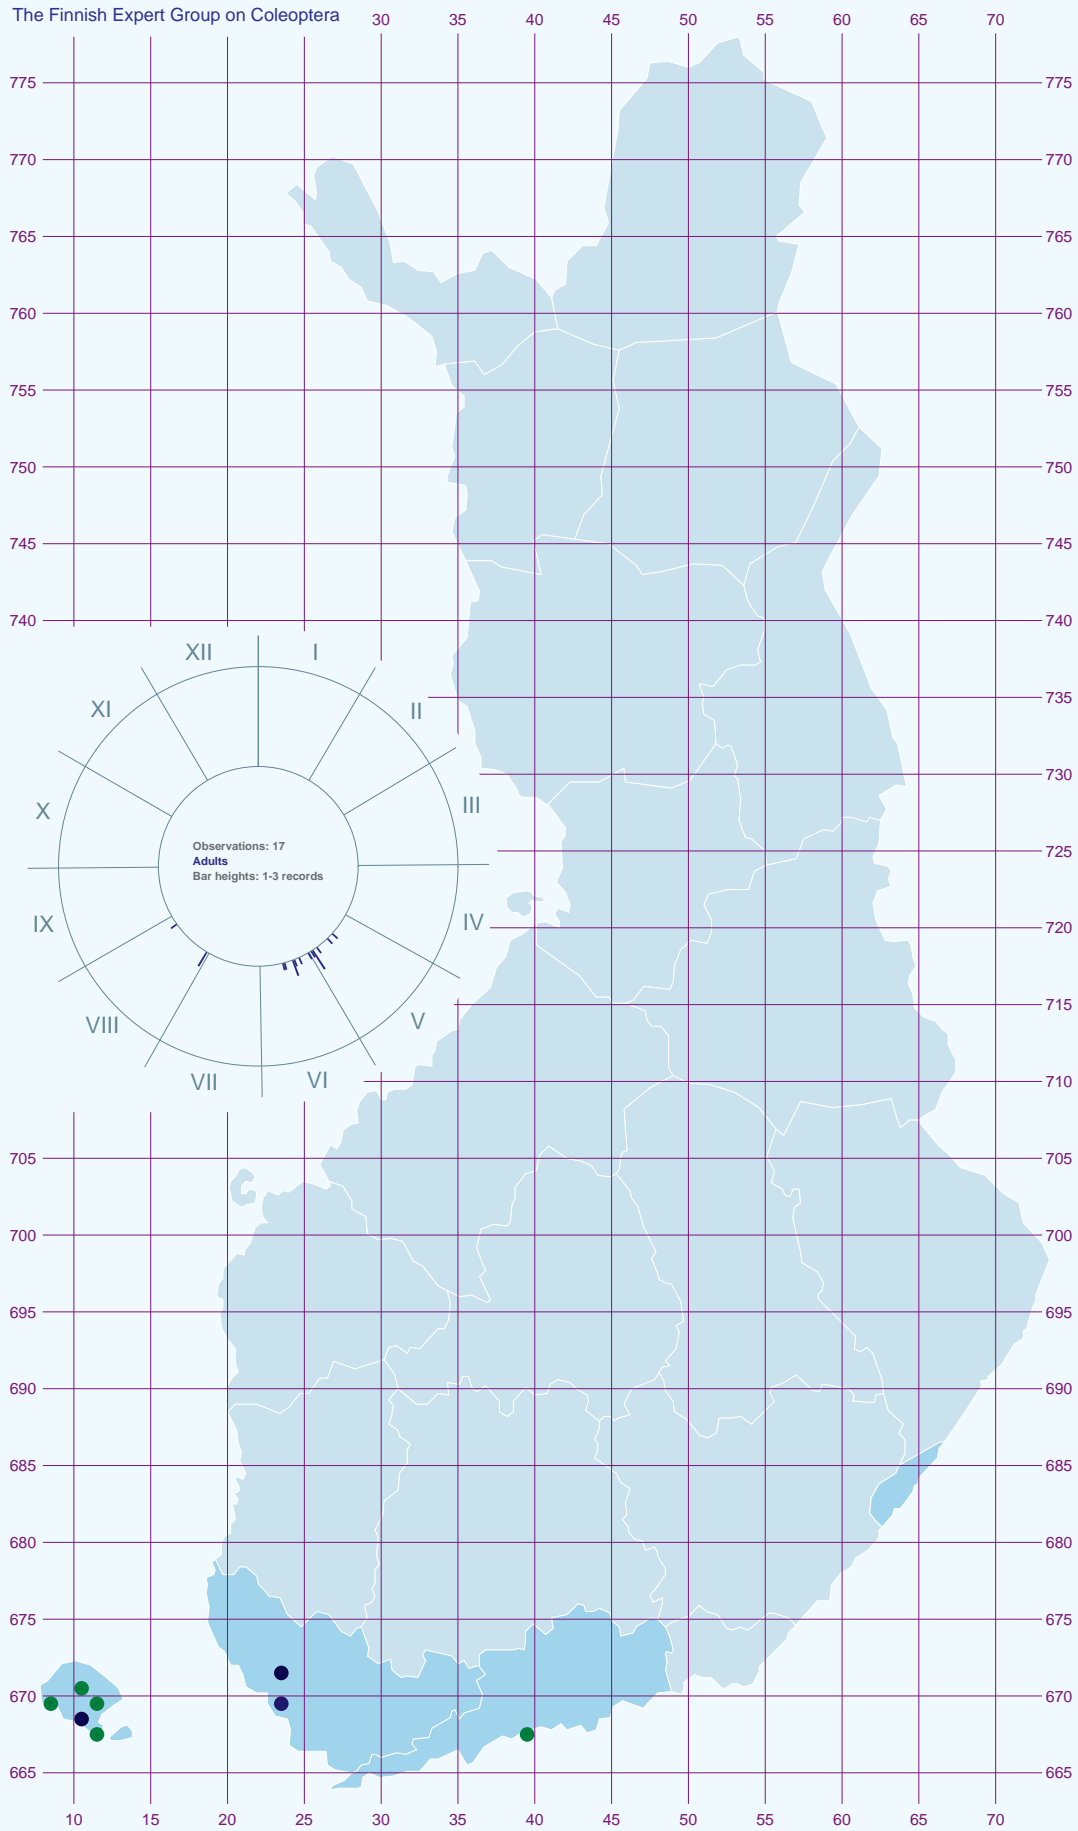 The Finnish Expert Group on Coleoptera
30 35 40 45 50 55 60 65 70
775 775
770 770
765 765
760 760
755 755
750 750
745 745
740 740
XII I
XI II
735
730
X III
725
Observations: 17
Adults
Bar heights: 1-3 records
IX IV
720
715
VIII V
VII VI
710
705 705
700 700
695 695
690 690
685 685
680 680
675 675
670 670
665 665
10 15 20 25 30 35 40 45 50 55 60 65 70